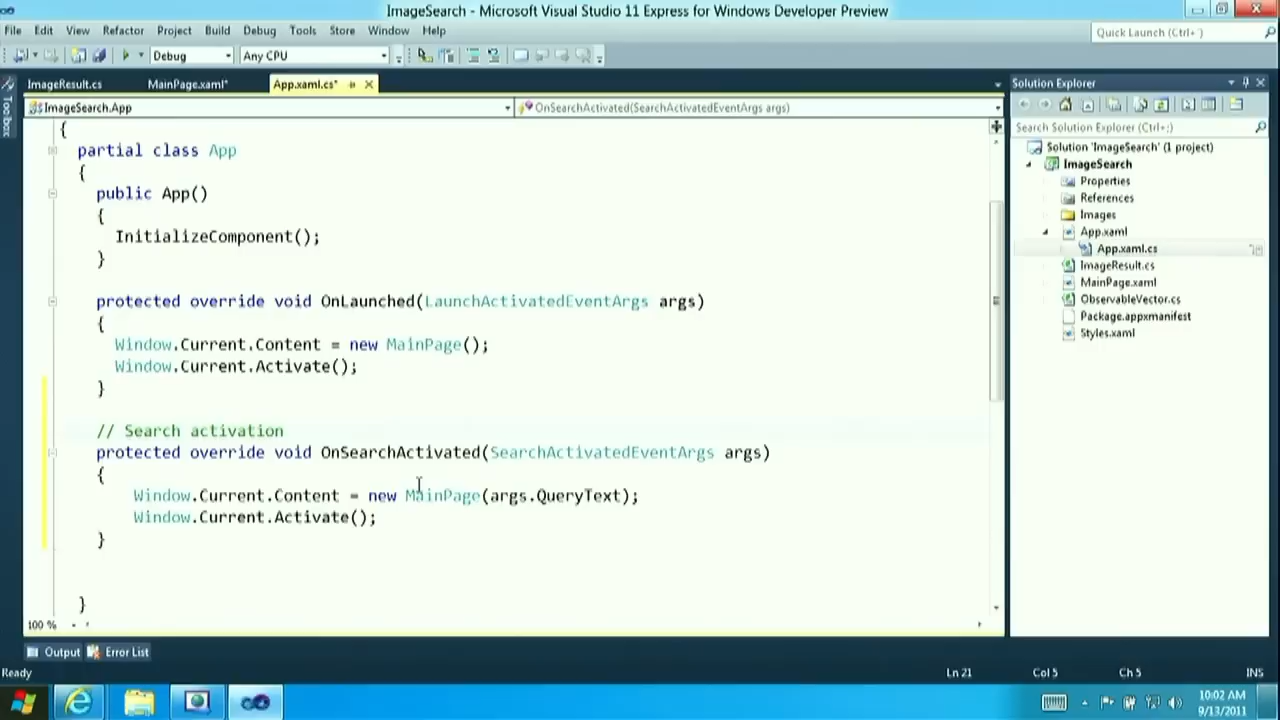 ImageSearch - Microsoft Visual Studio 11 Express for Windows Developer Preview
File Edit View Refactor Project Build Debug Tools Store Window Help
Quick Launch (Ctrl+;)
Debug
Any CPU
ImageResult.cs
MainPage.xaml*
App.xaml.cs*
Toolbox
ImageSearch.App
OnSearchActivated(SearchActivatedEventArgs args)
{
partial class App
{
public App()
{
InitializeComponent();
}
protected override void OnLaunched(LaunchActivatedEventArgs args)
{
Window.Current.Content = new MainPage();
Window.Current.Activate();
}
// Search activation
protected override void OnSearchActivated(SearchActivatedEventArgs args)
{
Window.Current.Content = new MainPage(args.QueryText);
Window.Current.Activate();
}
}
100 %
Solution Explorer
Search Solution Explorer (Ctrl+;)
Solution 'ImageSearch' (1 project)
ImageSearch
Properties
References
Images
App.xaml
App.xaml.cs
ImageResult.cs
MainPage.xaml
ObservableVector.cs
Package.appxmanifest
Styles.xaml
Output
Error List
Ready
Ln 21
Col 5
Ch 5
INS
10:02 AM
9/13/2011